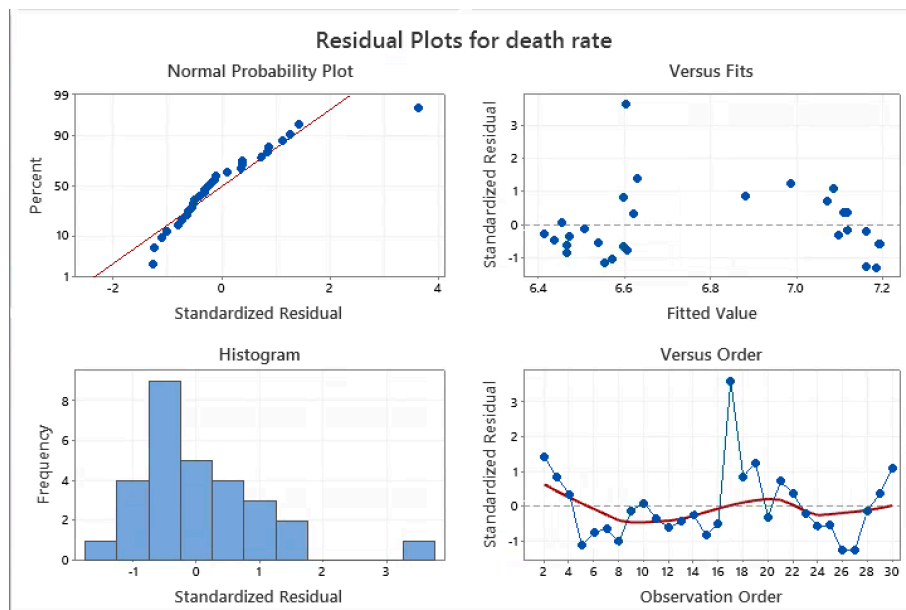 Residual Plots for death rate
Normal Probability Plot
Versus Fits
Percent
99
90
50
10
1
-2
0
2
4
Standardized Residual
Standardized Residual
3
2
1
0
-1
6.4
6.6
6.8
7.0
7.2
Fitted Value
Histogram
Versus Order
Frequency
8
6
4
2
0
-1
0
1
2
3
Standardized Residual
Standardized Residual
3
2
1
0
-1
2 4 6 8 10 12 14 16 18 20 22 24 26 28 30
Observation Order